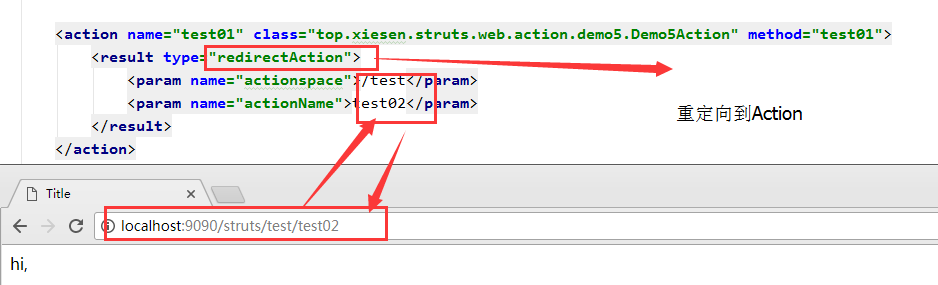 <action name="test01" class="top.xiesen.struts.web.action.demo5.Demo5Action" method="test01">
<result type="redirectAction">
<param name="actionspace">/test</param>
<param name="actionName">test02</param>
重定向到Action
</result>
</action>
Title
localhost:9090/struts/test/test02
hi,